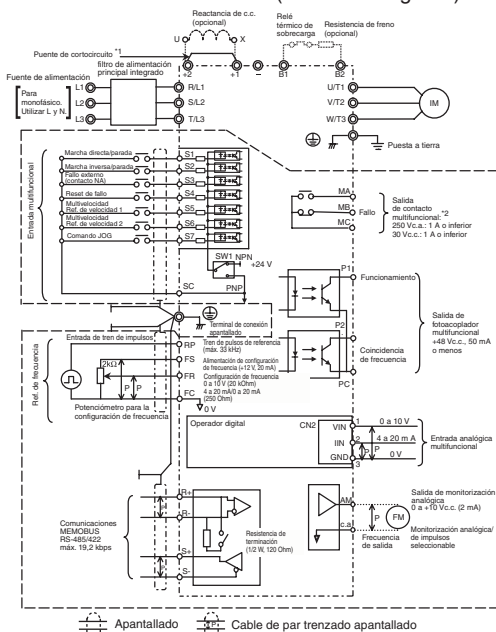 Reactancia de c.c.
(opcional)
U
X
Relé
térmico de
sobrecarga
Resistencia de freno
(opcional)
Puente de cortocircuito *1
filtro de alimentación
principal integrado
+2
+1
−
B1
B2
Fuente de alimentación
Para
monofásico.
Utilizar L y N.
L1
L2
L3
R/L1
S/L2
T/L3
U/T1
V/T2
W/T3
IM
Puesta a tierra
Entrada multifuncional
Marcha directa/parada
S1
Marcha inversa/parada
S2
Fallo externo
(contacto NA)
S3
Reset de fallo
S4
Multivelocidad
Ref. de velocidad 1
S5
Multivelocidad
Ref. de velocidad 2
S6
Comando JOG
S7
SW1
NPN
+24 V
PNP
SC
MA
MB
MC
Fallo
Salida
de contacto
multifuncional:*2
250 Vc.a.: 1 A o inferior
30 Vc.c.: 1 A o inferior
P1
Funcionamiento
P2
Coincidencia
de frecuencia
PC
Salida de
fotoacoplador
multifuncional
+48 Vc.c., 50 mA
o menos
Terminal de conexión
apantallado
Ref. de frecuencia
Entrada de tren de impulsos
RP
Tren de pulsos de referencia
(máx. 33 kHz)
2kΩ
FS
Alimentación de configuración
de frecuencia (+12 V, 20 mA)
FR
Configuración de frecuencia
0 a 10 V (20 kOhm)
4 a 20 mA/0 a 20 mA
(250 Ohm)
P
P
FC
0 V
Potenciómetro para la
configuración de frecuencia
Operador digital
CN2
VIN
IIN
GND
1
2
3
P
P
0 a 10 V
4 a 20 m A
0 V
Entrada analógica
multifuncional
Comunicaciones
MEMOBUS
RS-485/422
máx. 19,2 kbps
R+
R-
S+
S-
P
P
Resistencia de
terminación
(1/2 W, 120 Ohm)
AM
c.a
P
FM
Frecuencia
de salida
Salida de monitorización
analógica
0 a +10 Vc.c. (2 mA)
Monitorización analógica/
de impulsos
seleccionable
Apantallado
P
Cable de par trenzado apantallado